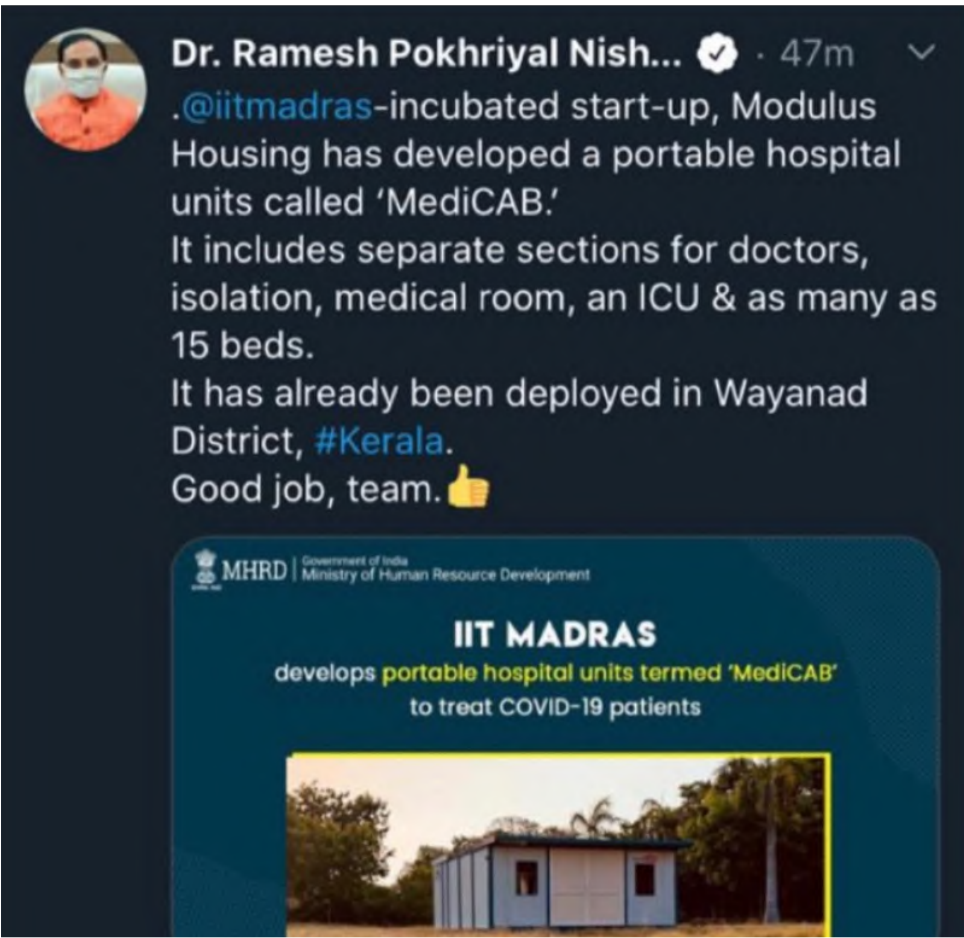 Dr. Ramesh Pokhriyal Nish... · 47m
.@iitmadras-incubated start-up, Modulus
Housing has developed a portable hospital
units called ‘MediCAB.’
It includes separate sections for doctors,
isolation, medical room, an ICU & as many as
15 beds.
It has already been deployed in Wayanad
District, #Kerala.
Good job, team.👍
MHRD | Government of India
Ministry of Human Resource Development
IIT MADRAS
develops portable hospital units termed ‘MediCAB’
to treat COVID-19 patients